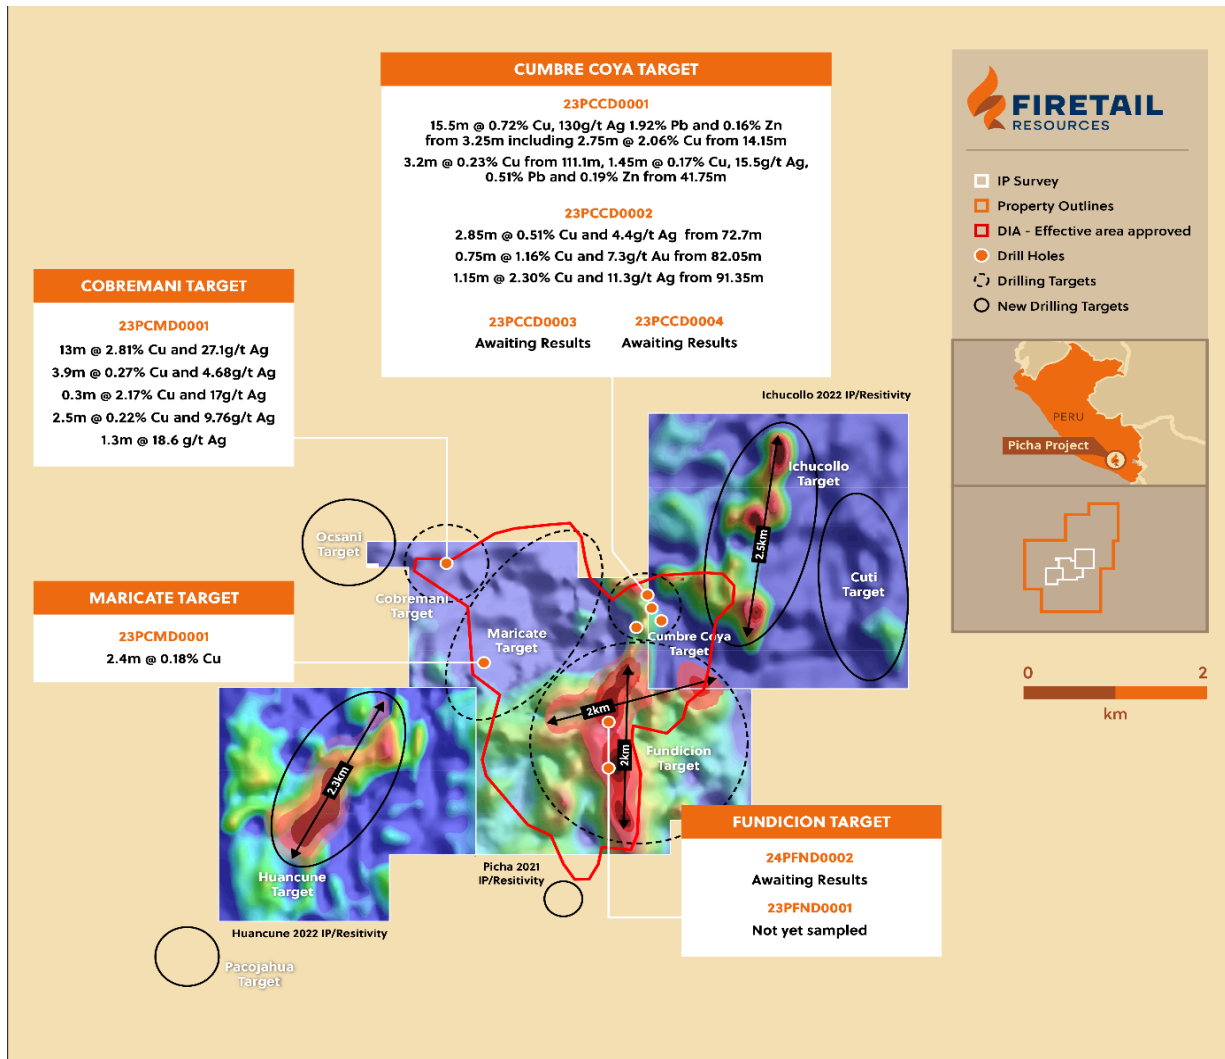 CUMBRE COYA TARGET
23PCCD0001
15.5m @ 0.72% Cu, 130g/t Ag 1.92% Pb and 0.16% Zn
from 3.25m including 2.75m @ 2.06% Cu from 14.15m
3.2m @ 0.23% Cu from 111.1m, 1.45m @ 0.17% Cu, 15.5g/t Ag,
0.51% Pb and 0.19% Zn from 41.75m
23PCCD0002
2.85m @ 0.51% Cu and 4.4g/t Ag from 72.7m
0.75m @ 1.16% Cu and 7.3g/t Au from 82.05m
1.15m @ 2.30% Cu and 11.3g/t Ag from 91.35m
23PCCD0003
Awaiting Results
23PCCD0004
Awaiting Results
FIRETAIL
RESOURCES
IP Survey
Property Outlines
DIA - Effective area approved
Drill Holes
Drilling Targets
New Drilling Targets
PERU
Picha Project
0
2
km
COBREMANI TARGET
23PCMD0001
13m @ 2.81% Cu and 27.1g/t Ag
3.9m @ 0.27% Cu and 4.68g/t Ag
0.3m @ 2.17% Cu and 17g/t Ag
2.5m @ 0.22% Cu and 9.76g/t Ag
1.3m @ 18.6 g/t Ag
MARICATE TARGET
23PCMD0001
2.4m @ 0.18% Cu
Ichucollo 2022 IP/Resitivity
Ichucollo
Target
2.5km
Cuti
Target
Ocsani
Target
Cobremani
Target
Maricate
Target
Cumbre Coya
Target
2km
2km
Fundicion
Target
2.3km
Huancune
Target
Huancune 2022 IP/Resitivity
Picha 2021
IP/Resitivity
Pacojahua
Target
FUNDICION TARGET
24PFND0002
Awaiting Results
23PFND0001
Not yet sampled